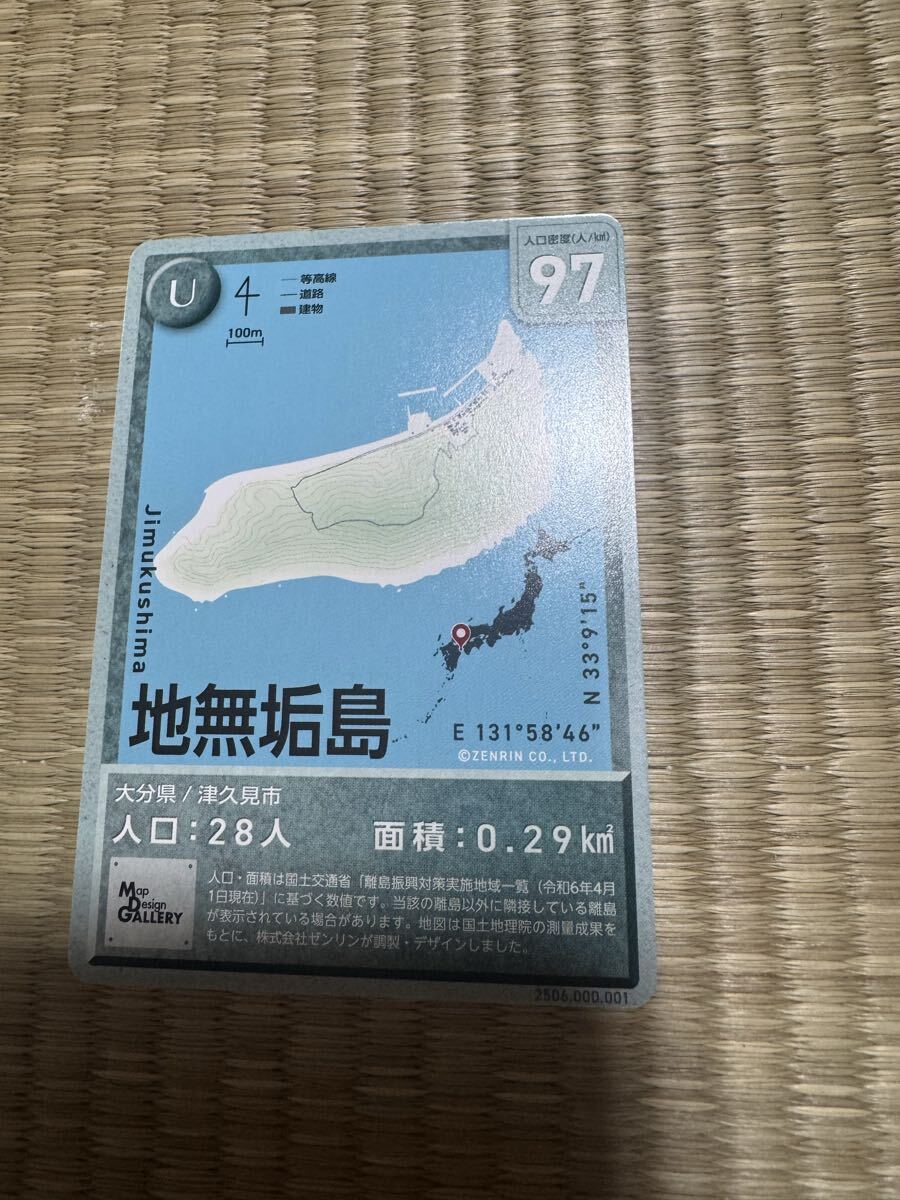 U
4
等高線
道路
建物
100m
人口密度(人/k㎡)
97
Jimukushima
N 33°9'15"
地無垢島
E 131°58'46"
©ZENRIN CO., LTD.
大分県 / 津久見市
人口:28人 面積:0.29k㎡
Map
Design
GALLERY
人口・面積は国土交通省「離島振興対策実施地域一覧（令和6年4月
1日現在）」に基づく数値です。当該の離島以外に隣接している離島
が表示されている場合があります。地図は国土地理院の測量成果を
もとに、株式会社ゼンリンが調製・デザインしました。
2506,000,001